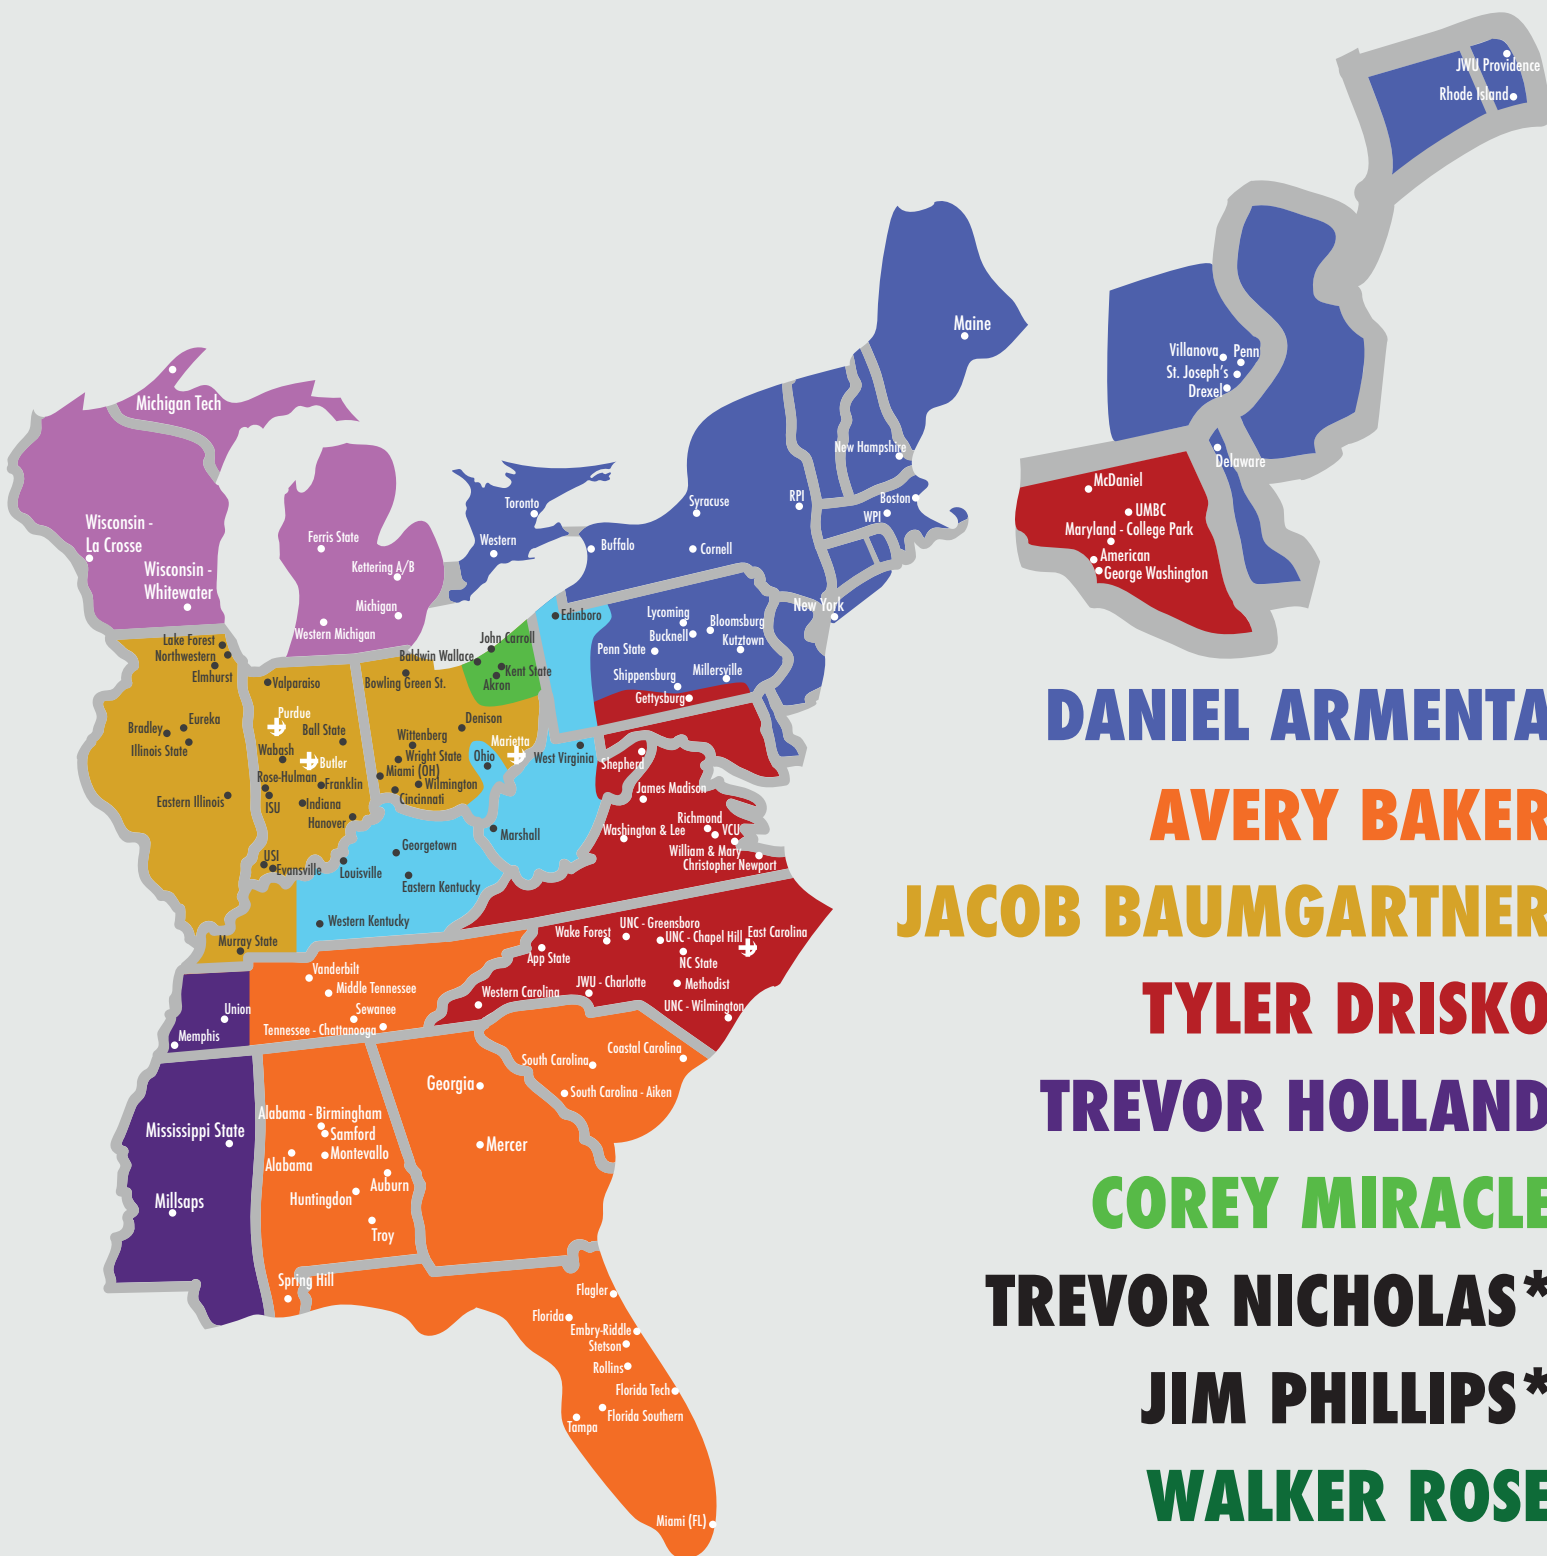 JWU Providence
Rhode Island
Maine
Villanova
Penn
St. Joseph's
Drexel
Delaware
McDaniel
UMBC
Maryland - College Park
American
George Washington
Michigan Tech
Wisconsin -
La Crosse
Wisconsin -
Whitewater
Ferris State
Kettering A/B
Michigan
Western Michigan
Toronto
Western
Buffalo
Syracuse
Cornell
RPI
New Hampshire
Boston
WPI
New York
Edinboro
Lycoming
Bloomsburg
Bucknell
Kutztown
Penn State
Shippensburg
Millersville
Gettysburg
John Carroll
Baldwin Wallace
Kent State
Akron
Bowling Green St.
Lake Forest
Northwestern
Elmhurst
Valparaiso
Purdue
Ball State
Bradley
Eureka
Illinois State
Wabash
Butler
Rose-Hulman
Franklin
ISU
Indiana
Hanover
Eastern Illinois
USI
Evansville
Denison
Wittenberg
Wright State
Miami (OH)
Wilmington
Cincinnati
Ohio
Marietta
West Virginia
Marshall
Georgetown
Louisville
Eastern Kentucky
Western Kentucky
Murray State
Shepherd
James Madison
Richmond
VCU
Washington & Lee
William & Mary
Christopher Newport
Wake Forest
UNC - Greensboro
UNC - Chapel Hill
East Carolina
App State
NC State
JWU - Charlotte
Methodist
Western Carolina
UNC - Wilmington
Vanderbilt
Middle Tennessee
Sewanee
Tennessee - Chattanooga
Union
Memphis
Mississippi State
Millsaps
South Carolina
Coastal Carolina
South Carolina - Aiken
Georgia
Mercer
Alabama - Birmingham
Samford
Montevallo
Alabama
Auburn
Huntingdon
Troy
Spring Hill
Flagler
Florida
Embry-Riddle
Stetson
Rollins
Florida Tech
Florida Southern
Tampa
Miami (FL)
DANIEL ARMENTA
AVERY BAKER
JACOB BAUMGARTNER
TYLER DRISKO
TREVOR HOLLAND
COREY MIRACLE
TREVOR NICHOLAS*
JIM PHILLIPS*
WALKER ROSE